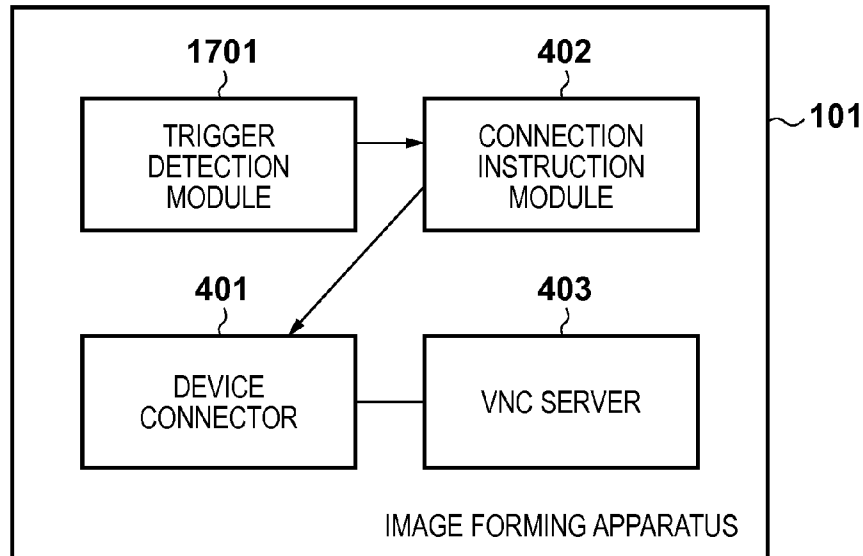 1701
402
TRIGGER
DETECTION
MODULE
CONNECTION
INSTRUCTION
MODULE
101
401
403
DEVICE
CONNECTOR
VNC SERVER
IMAGE FORMING APPARATUS